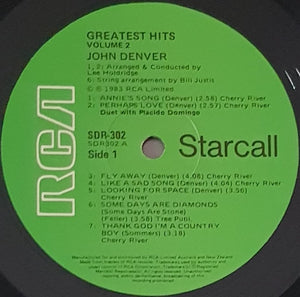 GREATEST HITS
VOLUME 2
JOHN DENVER
1, 2: Arranged & Conducted by
Lee Holdridge
6: String arrangement by Bill Justis
℗ 1983 RCA Limited
1: ANNIE'S SONG (Denver) (2.58) Cherry River
2: PERHAPS LOVE (Denver) (2.58) Cherry River
Duet with Placido Domingo
RCA
SDR-302
SDR302 A
Side 1
Starcall
3: FLY AWAY (Denver) (4.08) Cherry River
4: LIKE A SAD SONG (Denver) (4.04) Cherry River
5: LOOKING FOR SPACE (Denver) (3.56)
Cherry River
6: SOME DAYS ARE DIAMONDS
(Some Days Are Stone)
(Feller) (3.58) Tree Publ.
7: THANK GOD I'M A COUNTRY
BOY (Sommers) (3.18)
Cherry River